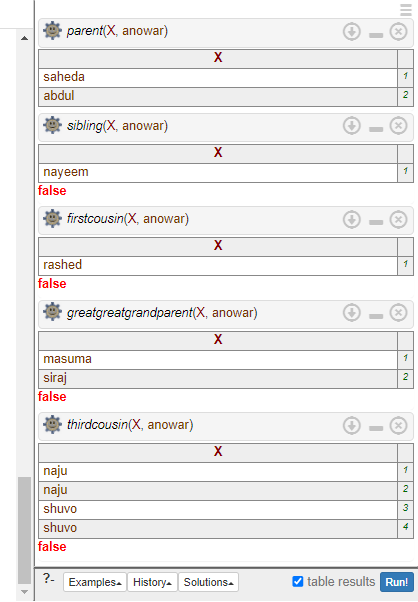 parent(X, anowar)
X
saheda 1
abdul 2
sibling(X, anowar)
X
nayeem 1
false
firstcousin(X, anowar)
X
rashed 1
false
greatgreatgrandparent(X, anowar)
X
masuma 1
siraj 2
false
thirdcousin(X, anowar)
X
naju 1
naju 2
shuvo 3
shuvo 4
false
?- Examples History Solutions table results Run!